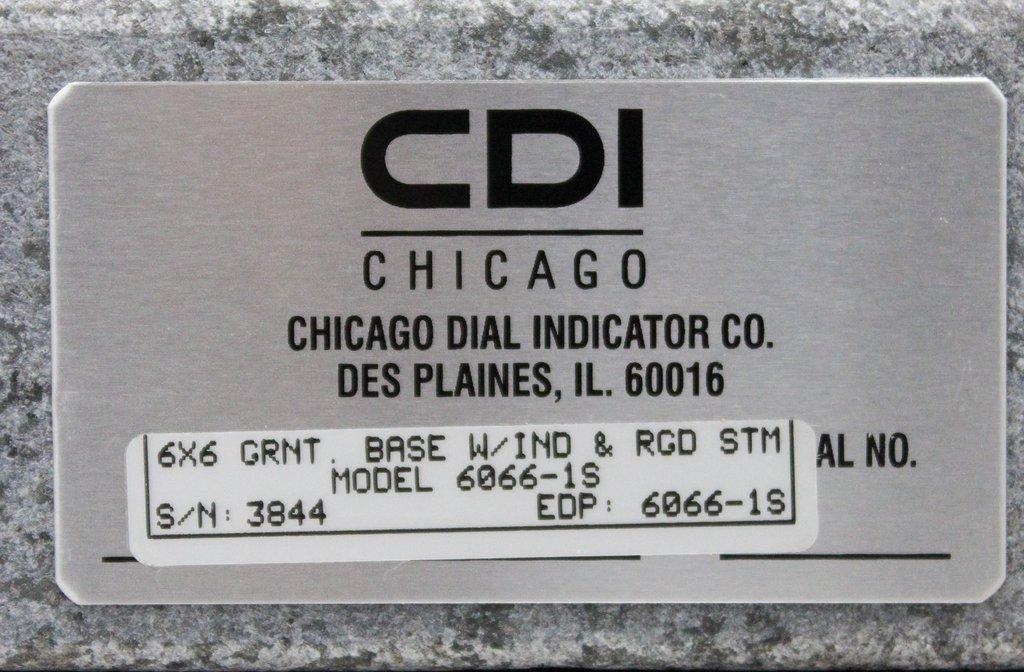 CDI
CHICAGO
CHICAGO DIAL INDICATOR CO.
DES PLAINES, IL. 60016
6X6 GRNT. BASE W/IND & RGD STM
MODEL 6066-1S
S/N: 3844 EDP: 6066-1S
AL NO.